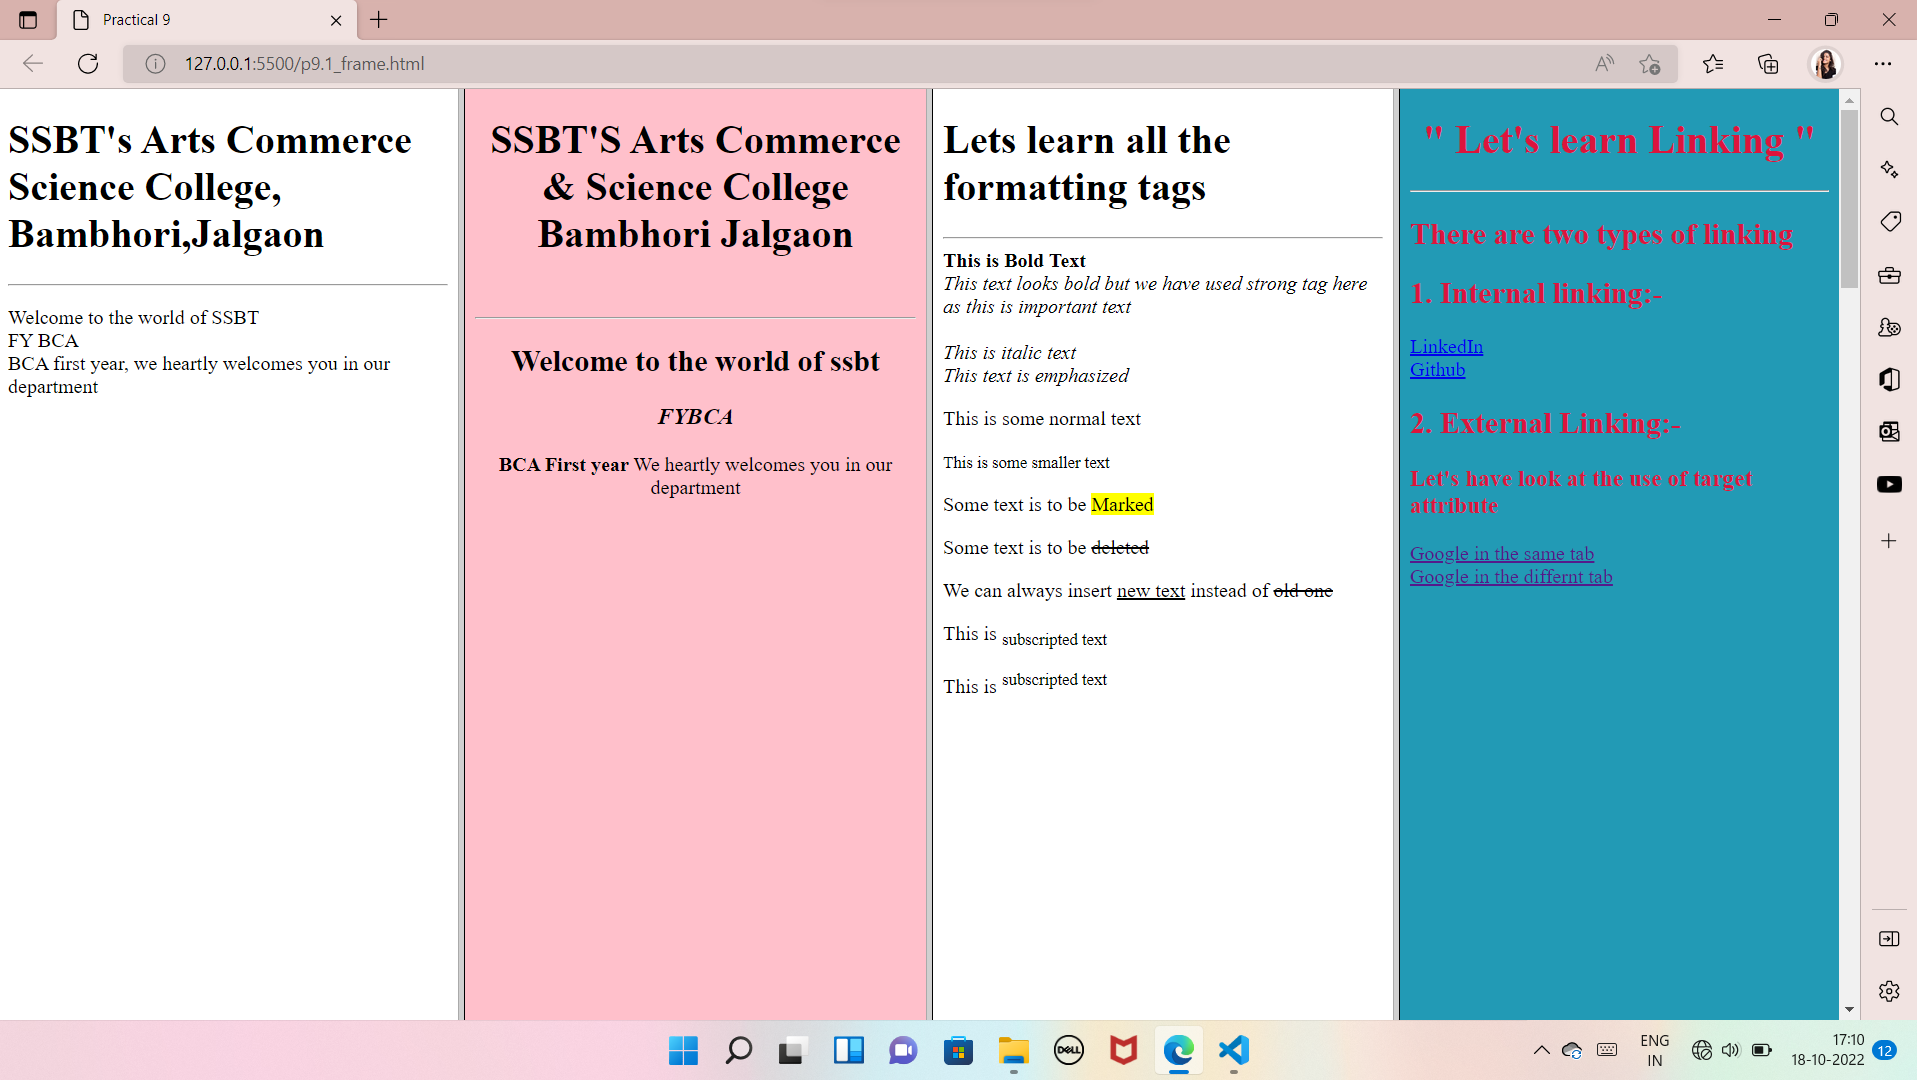 Practical 9
127.0.0.1:5500/p9.1_frame.html
SSBT's Arts Commerce
Science College,
Bambhori,Jalgaon
Welcome to the world of SSBT
FY BCA
BCA first year, we heartly welcomes you in our
department
SSBT'S Arts Commerce
& Science College
Bambhori Jalgaon
Welcome to the world of ssbt
FYBCA
BCA First year We heartly welcomes you in our
department
Lets learn all the
formatting tags
This is Bold Text
This text looks bold but we have used strong tag here
as this is important text
This is italic text
This text is emphasized
This is some normal text
This is some smaller text
Some text is to be Marked
Some text is to be deleted
We can always insert new text instead of old one
This is subscripted text
This is subscripted text
" Let's learn Linking "
There are two types of linking
1. Internal linking:-
LinkedIn
Github
2. External Linking:-
Let's have look at the use of target
attribute
Google in the same tab
Google in the differnt tab
DELL
ENG
IN
17:10
18-10-2022
12